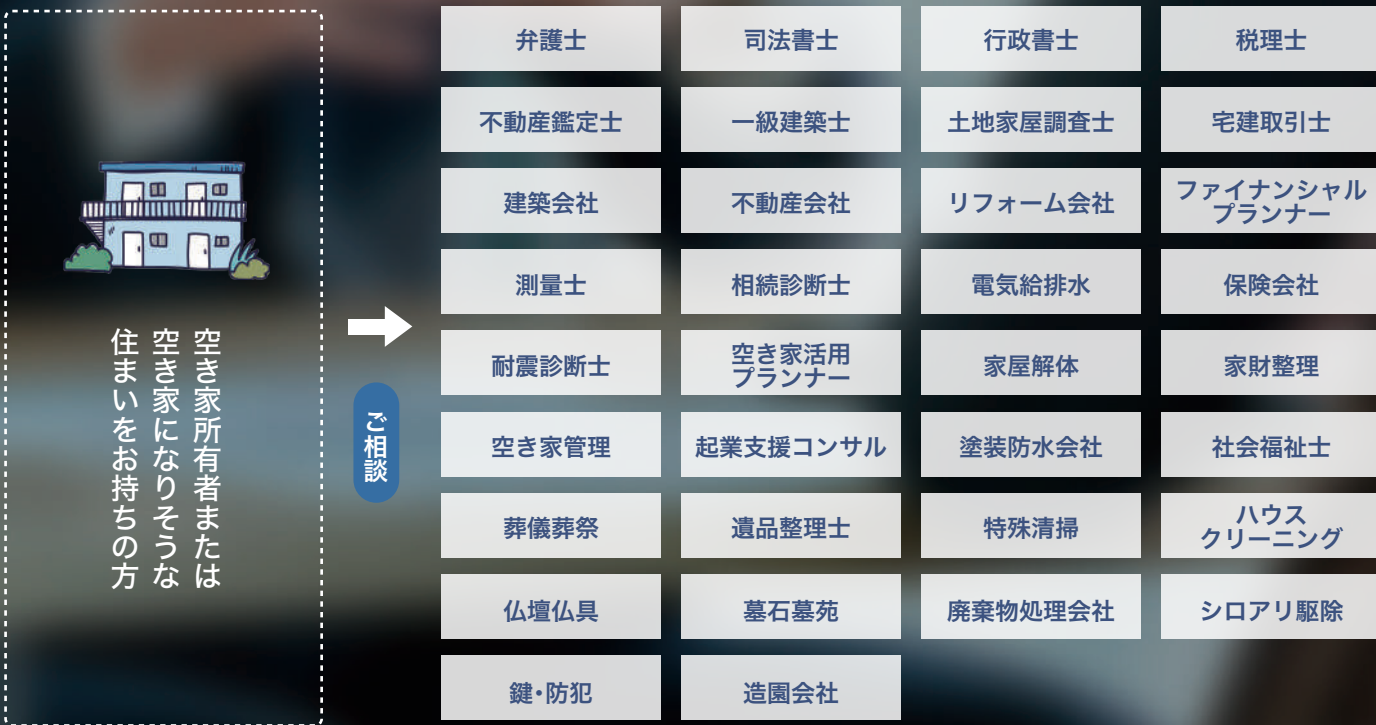 空き家所有者または
空き家になりそうな
住まいをお持ちの方
ご相談
弁護士
司法書士
行政書士
税理士
不動産鑑定士
一級建築士
土地家屋調査士
宅建取引士
建築会社
不動産会社
リフォーム会社
ファイナンシャル
プランナー
測量士
相続診断士
電気給排水
保険会社
耐震診断士
空き家活用
プランナー
家屋解体
家財整理
空き家管理
起業支援コンサル
塗装防水会社
社会福祉士
葬儀葬祭
遺品整理士
特殊清掃
ハウス
クリーニング
仏壇仏具
墓石墓苑
廃棄物処理会社
シロアリ駆除
鍵・防犯
造園会社